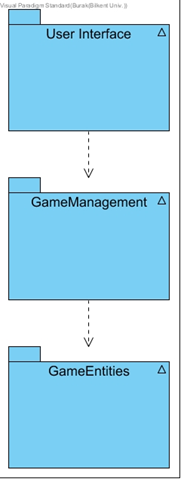 Visual Paradigm Standard(Burak(Bilkent Univ.))
User Interface
GameManagement
GameEntities